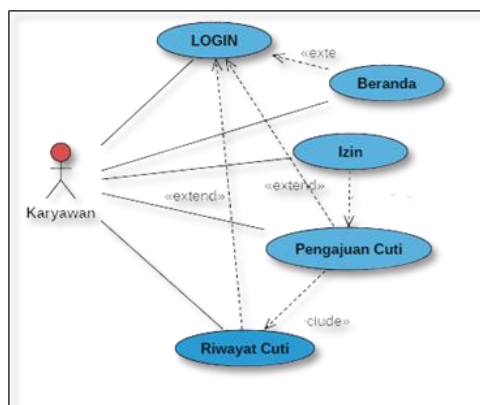 LOGIN
«exte
Beranda
Izin
Karyawan
«extend»
«extend»
Pengajuan Cuti
clude»
Riwayat Cuti